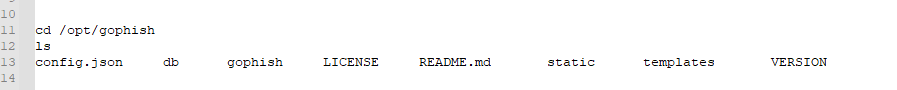 10
11 cd /opt/gophish
12 ls
13 config.json db gophish LICENSE README.md static templates VERSION
14